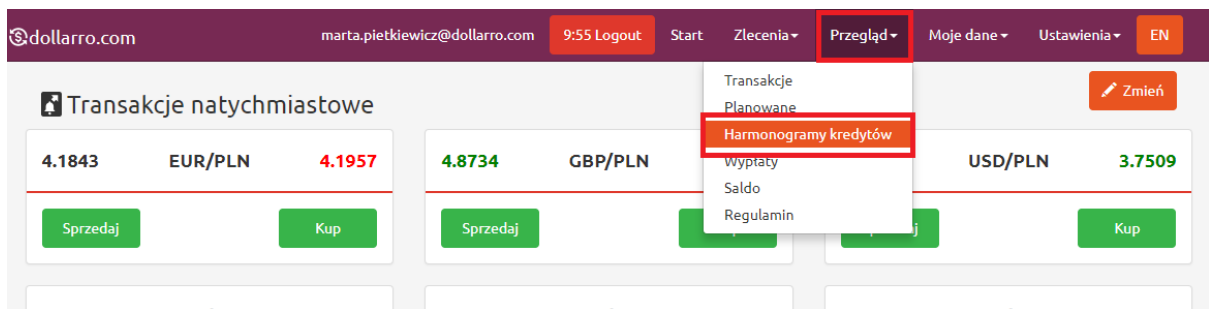 dollarro.com marta.pietkiewicz@dollarro.com 9:55 Logout Start Zlecenia Przegląd Moje dane Ustawienia EN
Transakcje natychmiastowe
Zmień
Transakcje
Planowane
Harmonogramy kredytów
Wypłaty
Saldo
Regulamin
4.1843 EUR/PLN 4.1957
Sprzedaj Kup
4.8734 GBP/PLN
Sprzedaj
USD/PLN 3.7509
Kup